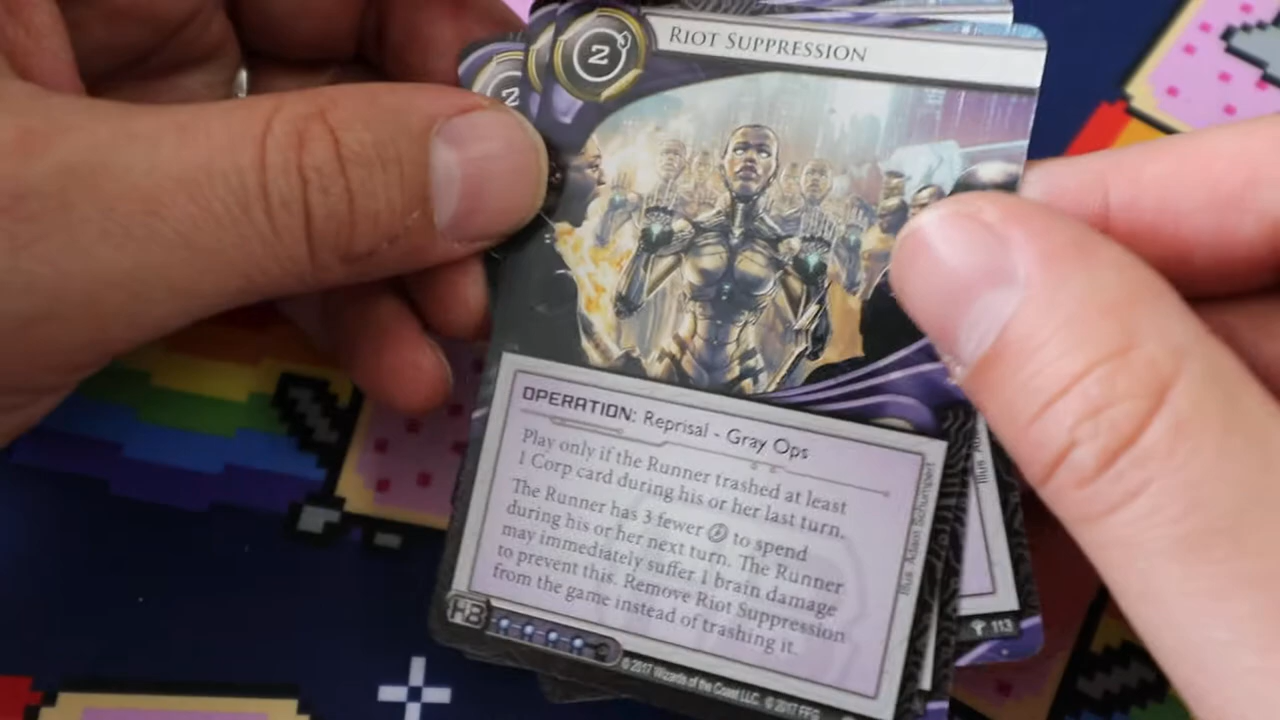 2
2
RIOT SUPPRESSION
OPERATION: Reprisal - Gray Ops
Play only if the Runner trashed at least
1 Corp card during his or her last turn.
The Runner has 3 fewer to spend
during his or her next turn. The Runner
may immediately suffer 1 brain damage
to prevent this. Remove Riot Suppression
from the game instead of trashing it.
Illus. Adam Schumpert
HB
©2017 Wizards of the Coast LLC. ©2017 FFG
Illus.
113